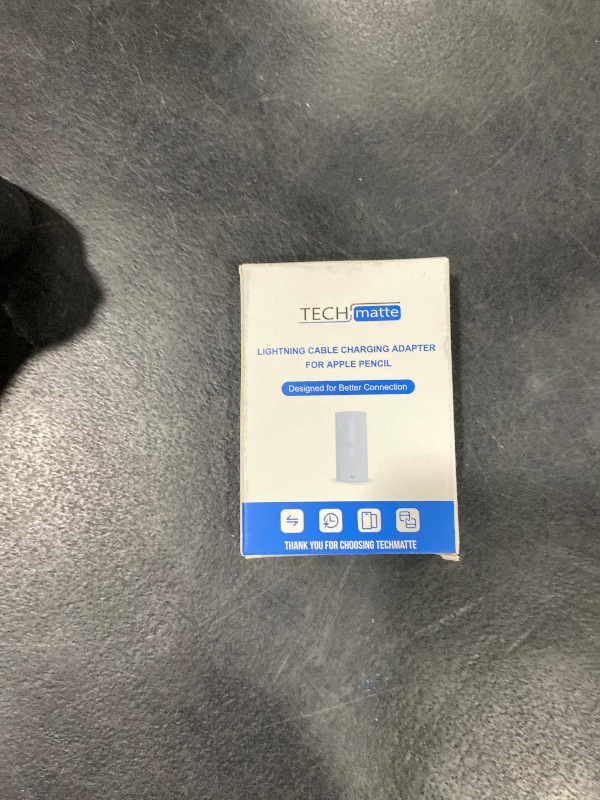 TECH matte
LIGHTNING CABLE CHARGING ADAPTER
FOR APPLE PENCIL
Designed for Better Connection
THANK YOU FOR CHOOSING TECHMATTE